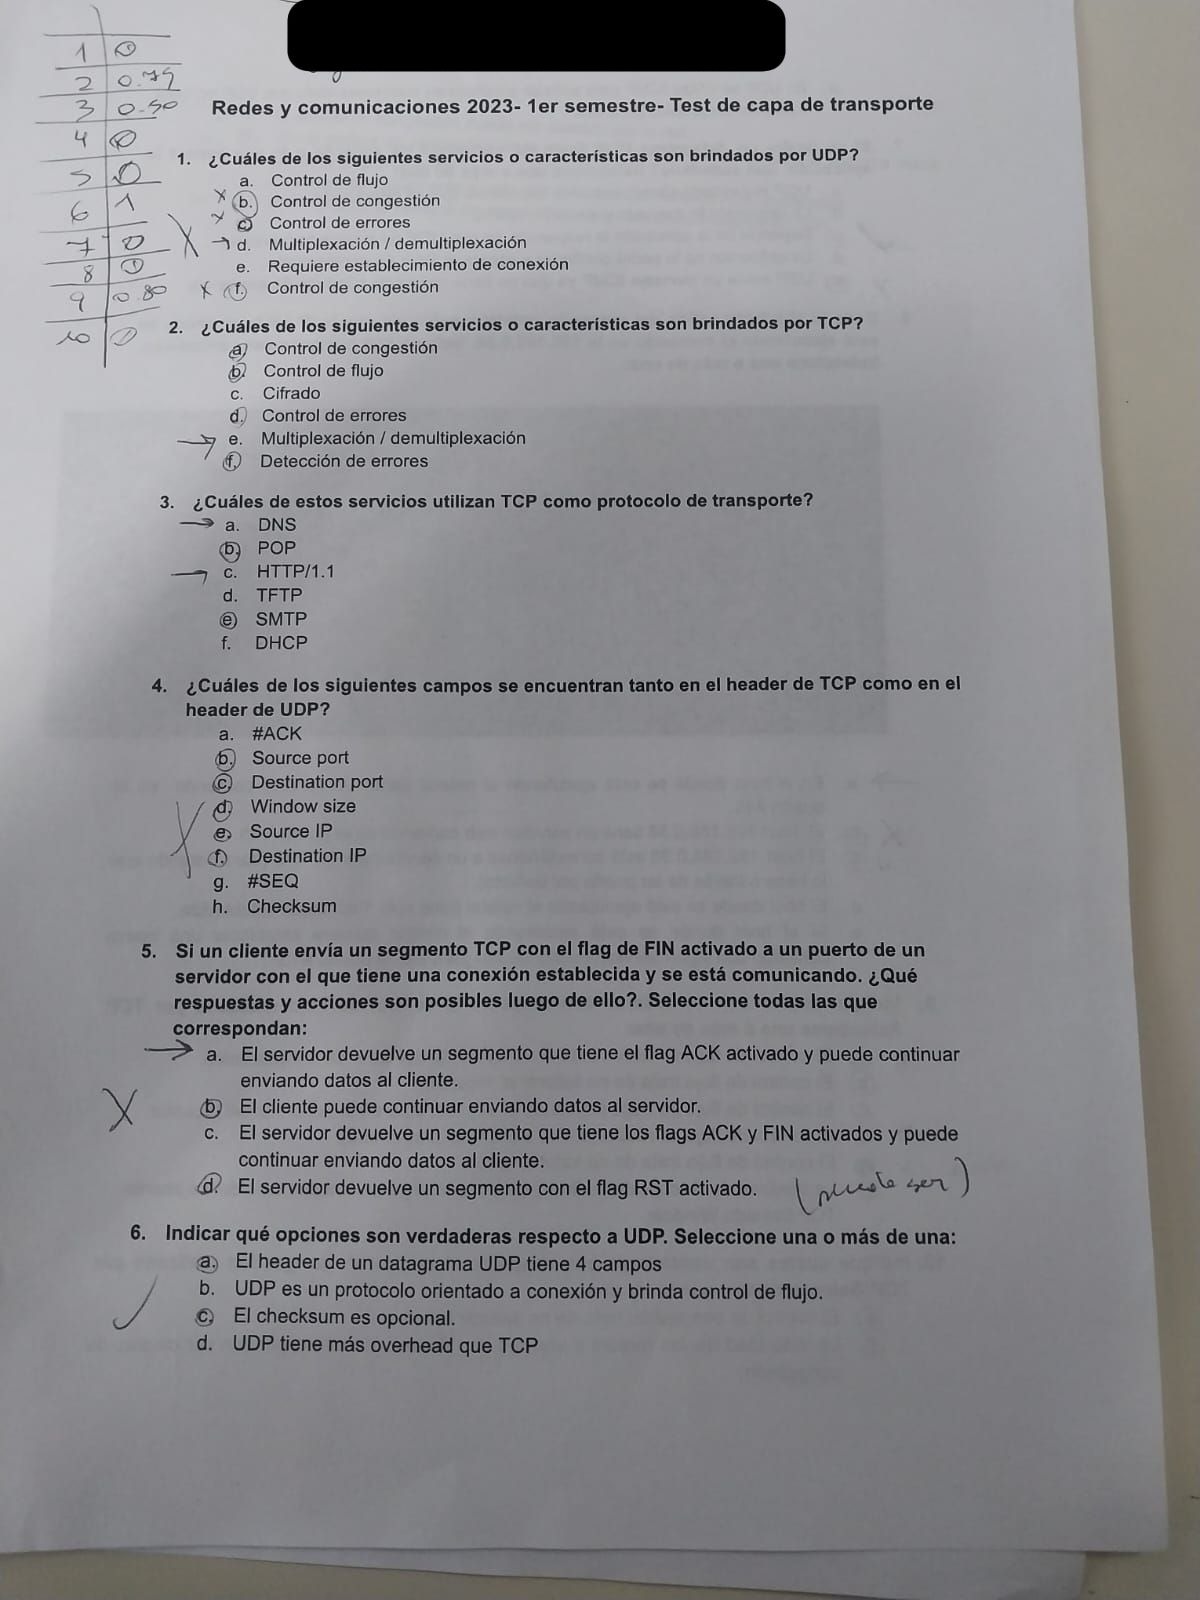 1 0
2 0.75
3 0.50
4 0
5 0
6 1
7 0
8
9 0.80
10
Redes y comunicaciones 2023- 1er semestre- Test de capa de transporte
1. ¿Cuáles de los siguientes servicios o características son brindados por UDP?
a. Control de flujo
X b. Control de congestión
X c. Control de errores
X → d. Multiplexación / demultiplexación
e. Requiere establecimiento de conexión
X f. Control de congestión
2. ¿Cuáles de los siguientes servicios o características son brindados por TCP?
a. Control de congestión
b. Control de flujo
c. Cifrado
d. Control de errores
→ e. Multiplexación / demultiplexación
f. Detección de errores
3. ¿Cuáles de estos servicios utilizan TCP como protocolo de transporte?
→ a. DNS
b. POP
→ c. HTTP/1.1
d. TFTP
e. SMTP
f. DHCP
4. ¿Cuáles de los siguientes campos se encuentran tanto en el header de TCP como en el
header de UDP?
a. #ACK
b. Source port
c. Destination port
d. Window size
X e. Source IP
f. Destination IP
g. #SEQ
h. Checksum
5. Si un cliente envía un segmento TCP con el flag de FIN activado a un puerto de un
servidor con el que tiene una conexión establecida y se está comunicando. ¿Qué
respuestas y acciones son posibles luego de ello?. Seleccione todas las que
correspondan:
→ a. El servidor devuelve un segmento que tiene el flag ACK activado y puede continuar
enviando datos al cliente.
X b. El cliente puede continuar enviando datos al servidor.
c. El servidor devuelve un segmento que tiene los flags ACK y FIN activados y puede
continuar enviando datos al cliente.
d. El servidor devuelve un segmento con el flag RST activado. (puede ser)
6. Indicar qué opciones son verdaderas respecto a UDP. Seleccione una o más de una:
a. El header de un datagrama UDP tiene 4 campos
b. UDP es un protocolo orientado a conexión y brinda control de flujo.
c. El checksum es opcional.
d. UDP tiene más overhead que TCP